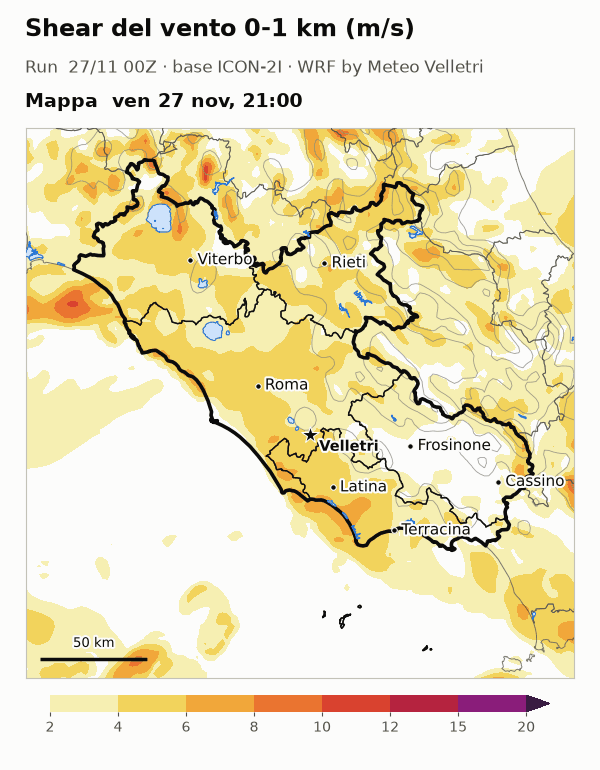 Shear del vento 0-1 km (m/s)
Run  27/11 00Z · base ICON-2I · WRF by Meteo Velletri
Mappa  ven 27 nov, 21:00
Viterbo
Rieti
Roma
Velletri
Frosinone
Latina
Cassino
Terracina
50 km
2 4 6 8 10 12 15 20